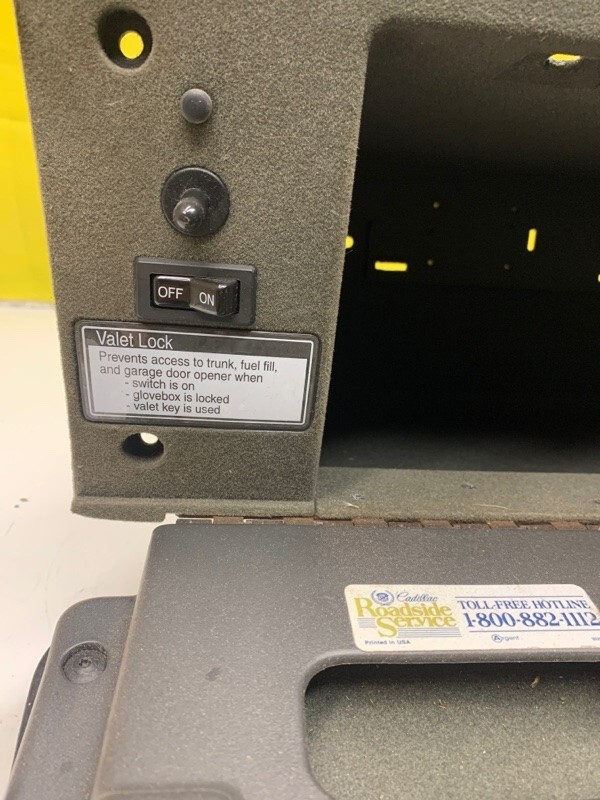 OFF ON
Valet Lock
Prevents access to trunk, fuel fill,
and garage door opener when
- switch is on
- glovebox is locked
- valet key is used
Cadillac
Roadside
Service
Printed in USA
TOLL-FREE HOTLINE
1-800-882-1112